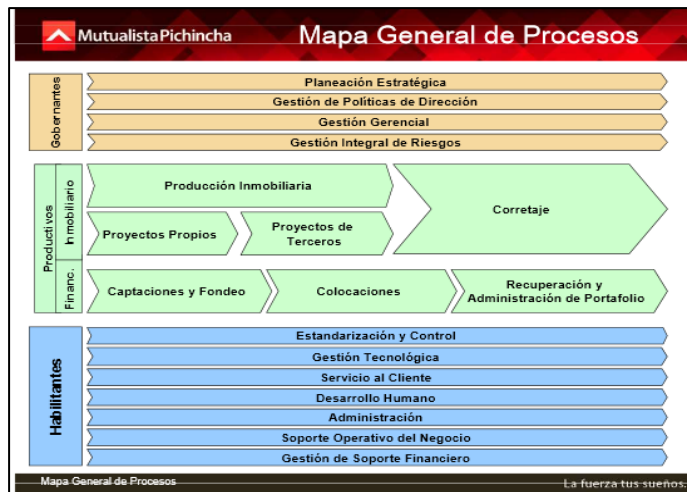 MutualistaPichincha
Mapa General de Procesos
Gobernantes
Planeación Estratégica
Gestión de Políticas de Dirección
Gestión Gerencial
Gestión Integral de Riesgos
Productivos
Inmobiliario
Producción Inmobiliaria
Corretaje
Proyectos Propios
Proyectos de
Terceros
Financ.
Captaciones y Fondeo
Colocaciones
Recuperación y
Administración de Portafolio
Habilitantes
Estandarización y Control
Gestión Tecnológica
Servicio al Cliente
Desarrollo Humano
Administración
Soporte Operativo del Negocio
Gestión de Soporte Financiero
Mapa General de Procesos
La fuerza tus sueños.